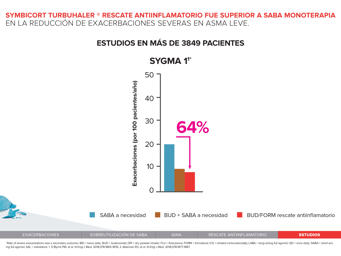 SYMBICORT TURBUHALER ® RESCATE ANTIINFLAMATORIO FUE SUPERIOR A SABA MONOTERAPIA
EN LA REDUCCIÓN DE EXACERBACIONES SEVERAS EN ASMA LEVE.
ESTUDIOS EN MÁS DE 3849 PACIENTES
SYGMA 1
Exacerbaciones (por 100 pacientes/año)
50
40
30
20
10
0
64%
SABA a necesidad
BUD + SABA a necesidad
BUD/FORM rescate antiinflamatorio
EXACERBACIONES
SOBREUTILIZACIÓN DE SABA
GINA
RESCATE ANTIINFLAMATORIO
ESTUDIOS